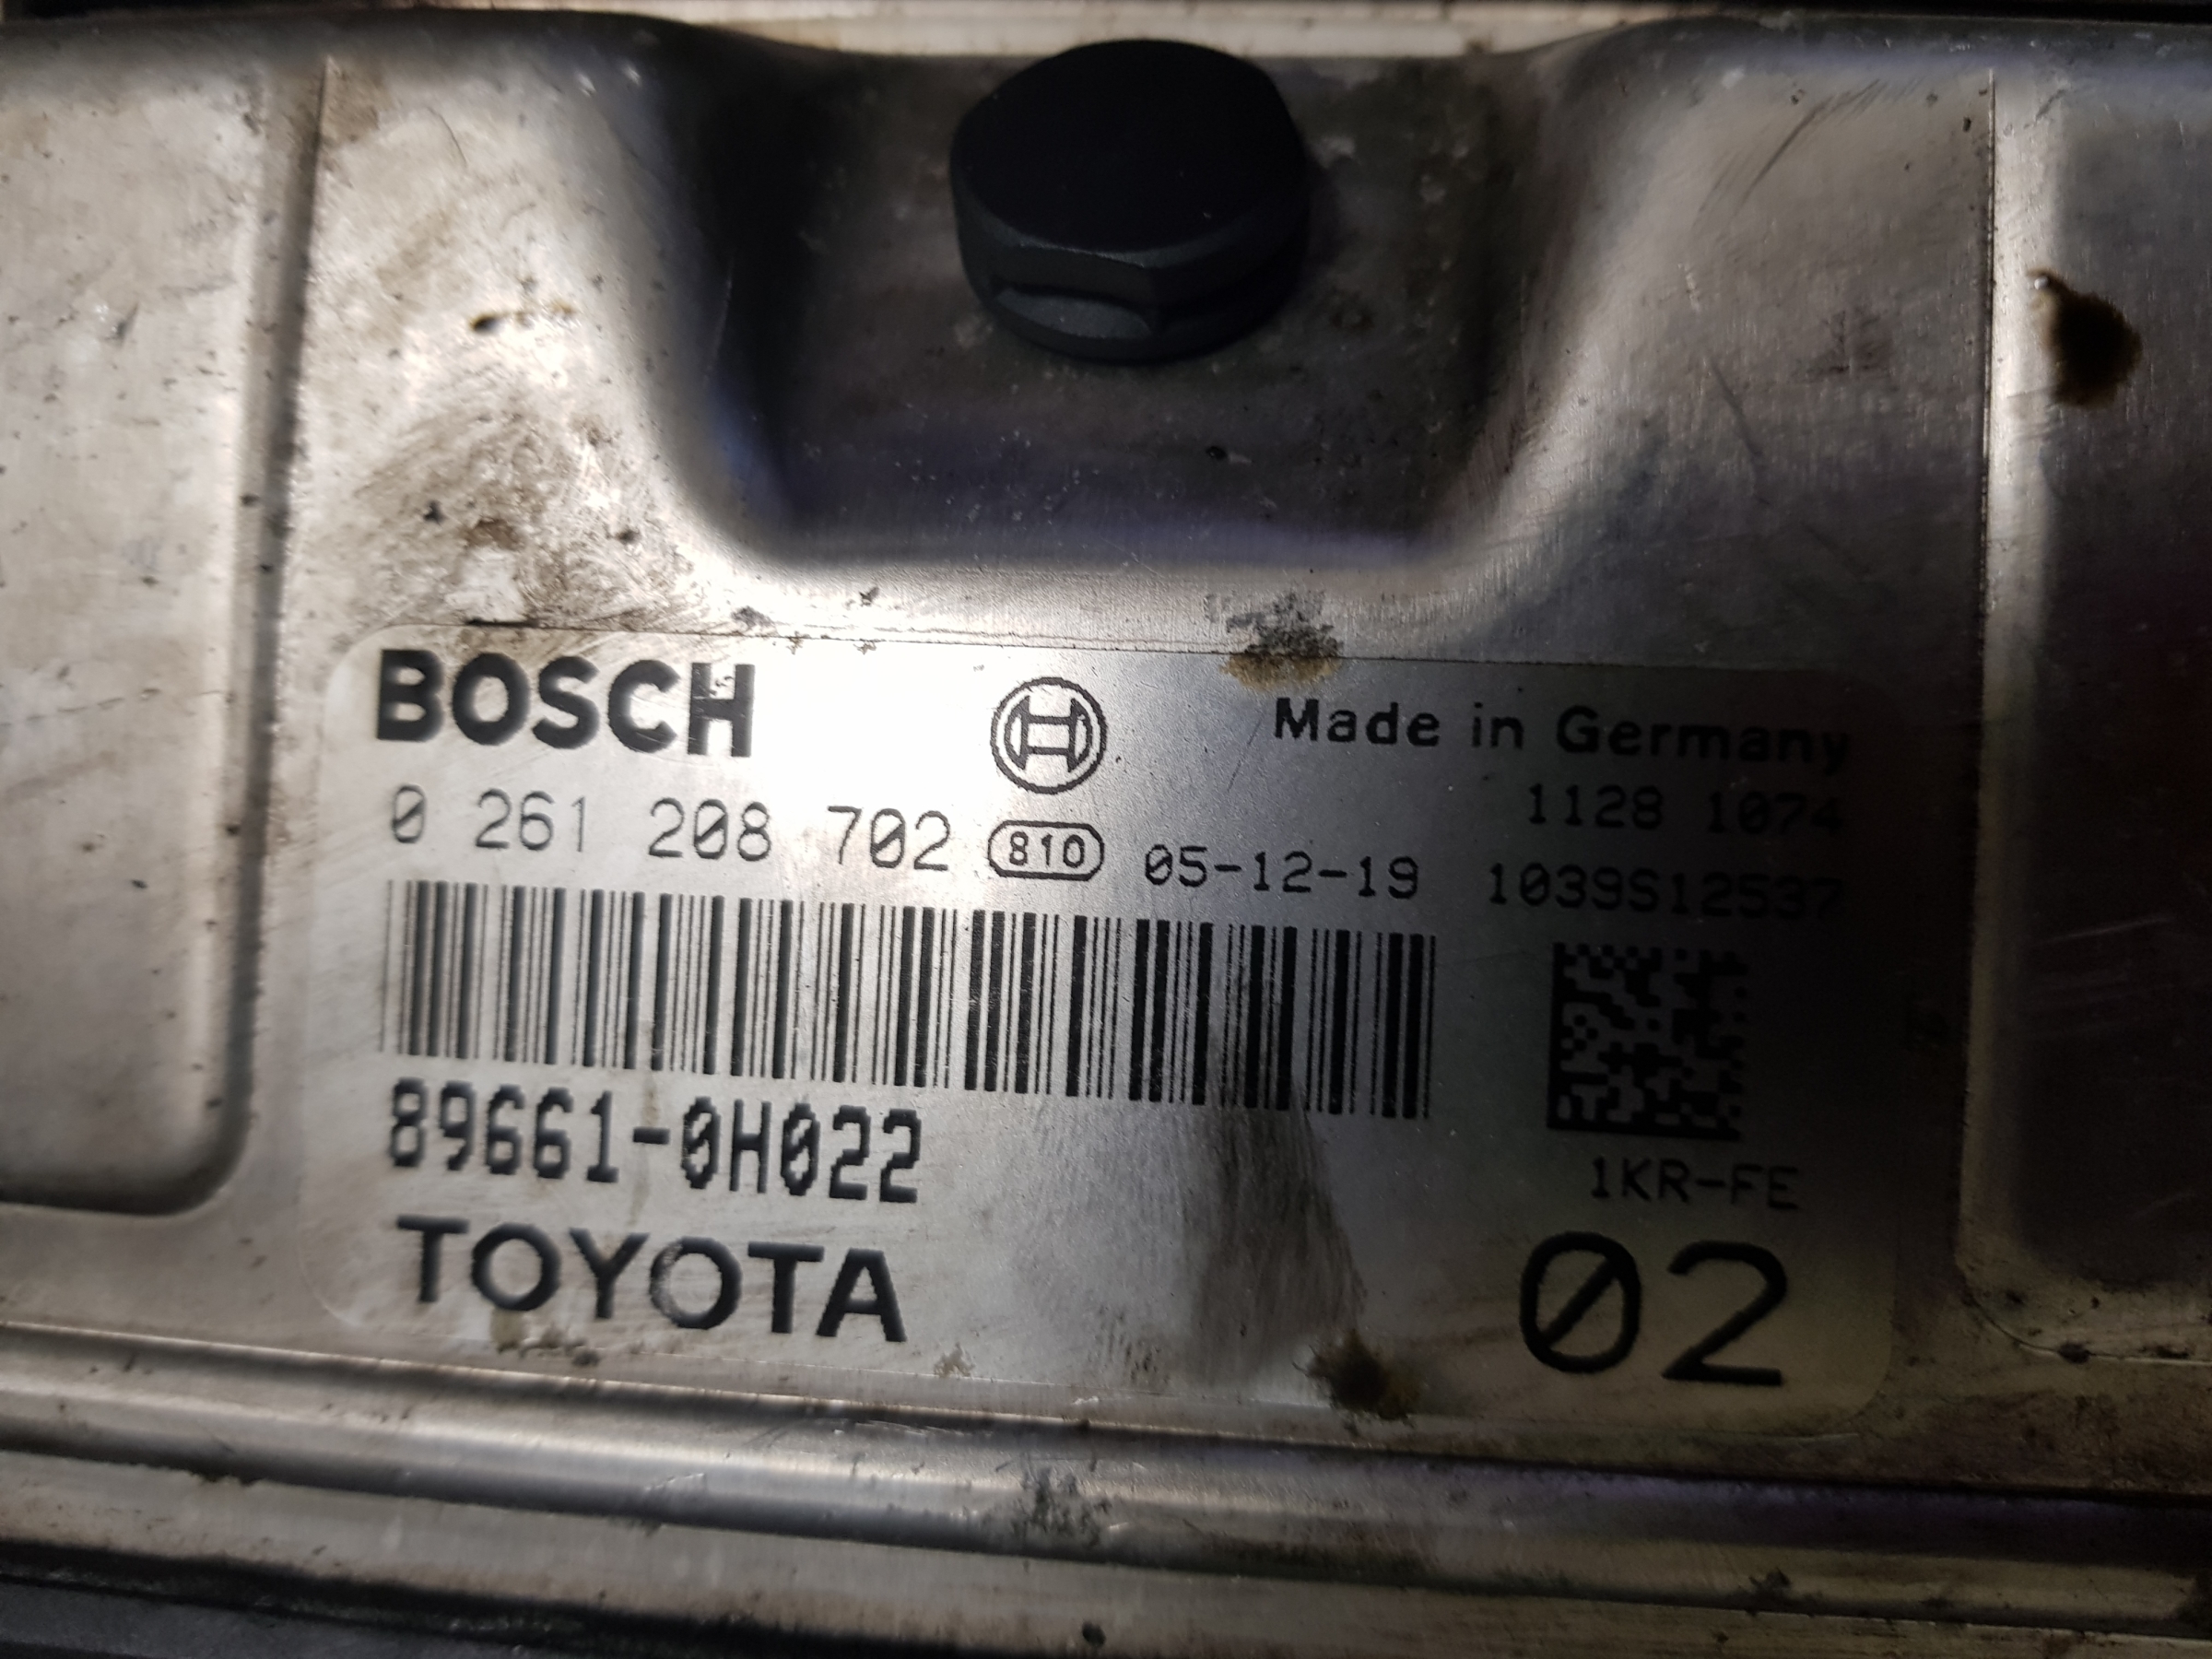 BOSCH
Made in Germany
1128 1074
0 261 208 702 810 05-12-19 1039S12537
89661-0H022
1KR-FE
TOYOTA
02